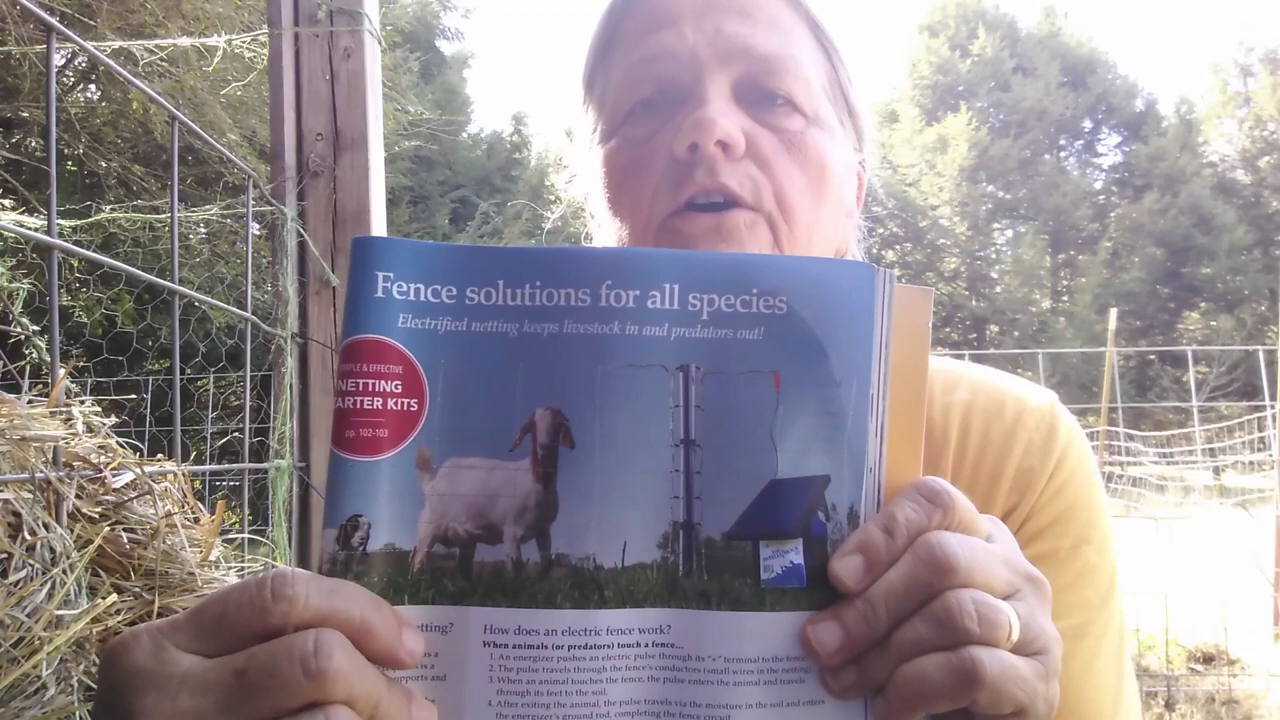 Fence solutions for all species
Electrified netting keeps livestock in and predators out!
& EFFECTIVE
NETTING
KITS
pp. 102-103
How does an electric fence work?
When animals (or predators) touch a fence...
1. An energizer pushes an electric pulse through its "+" terminal to the fence
2. The pulse travels through the fence's conductors (small wires in the netting)
3. When an animal touches the fence, the pulse enters the animal and travels
through its feet to the soil.
4. After exiting the animal, the pulse travels via the moisture in the soil and enters
the energizer's ground rod, completing the fence circuit.
is a
and